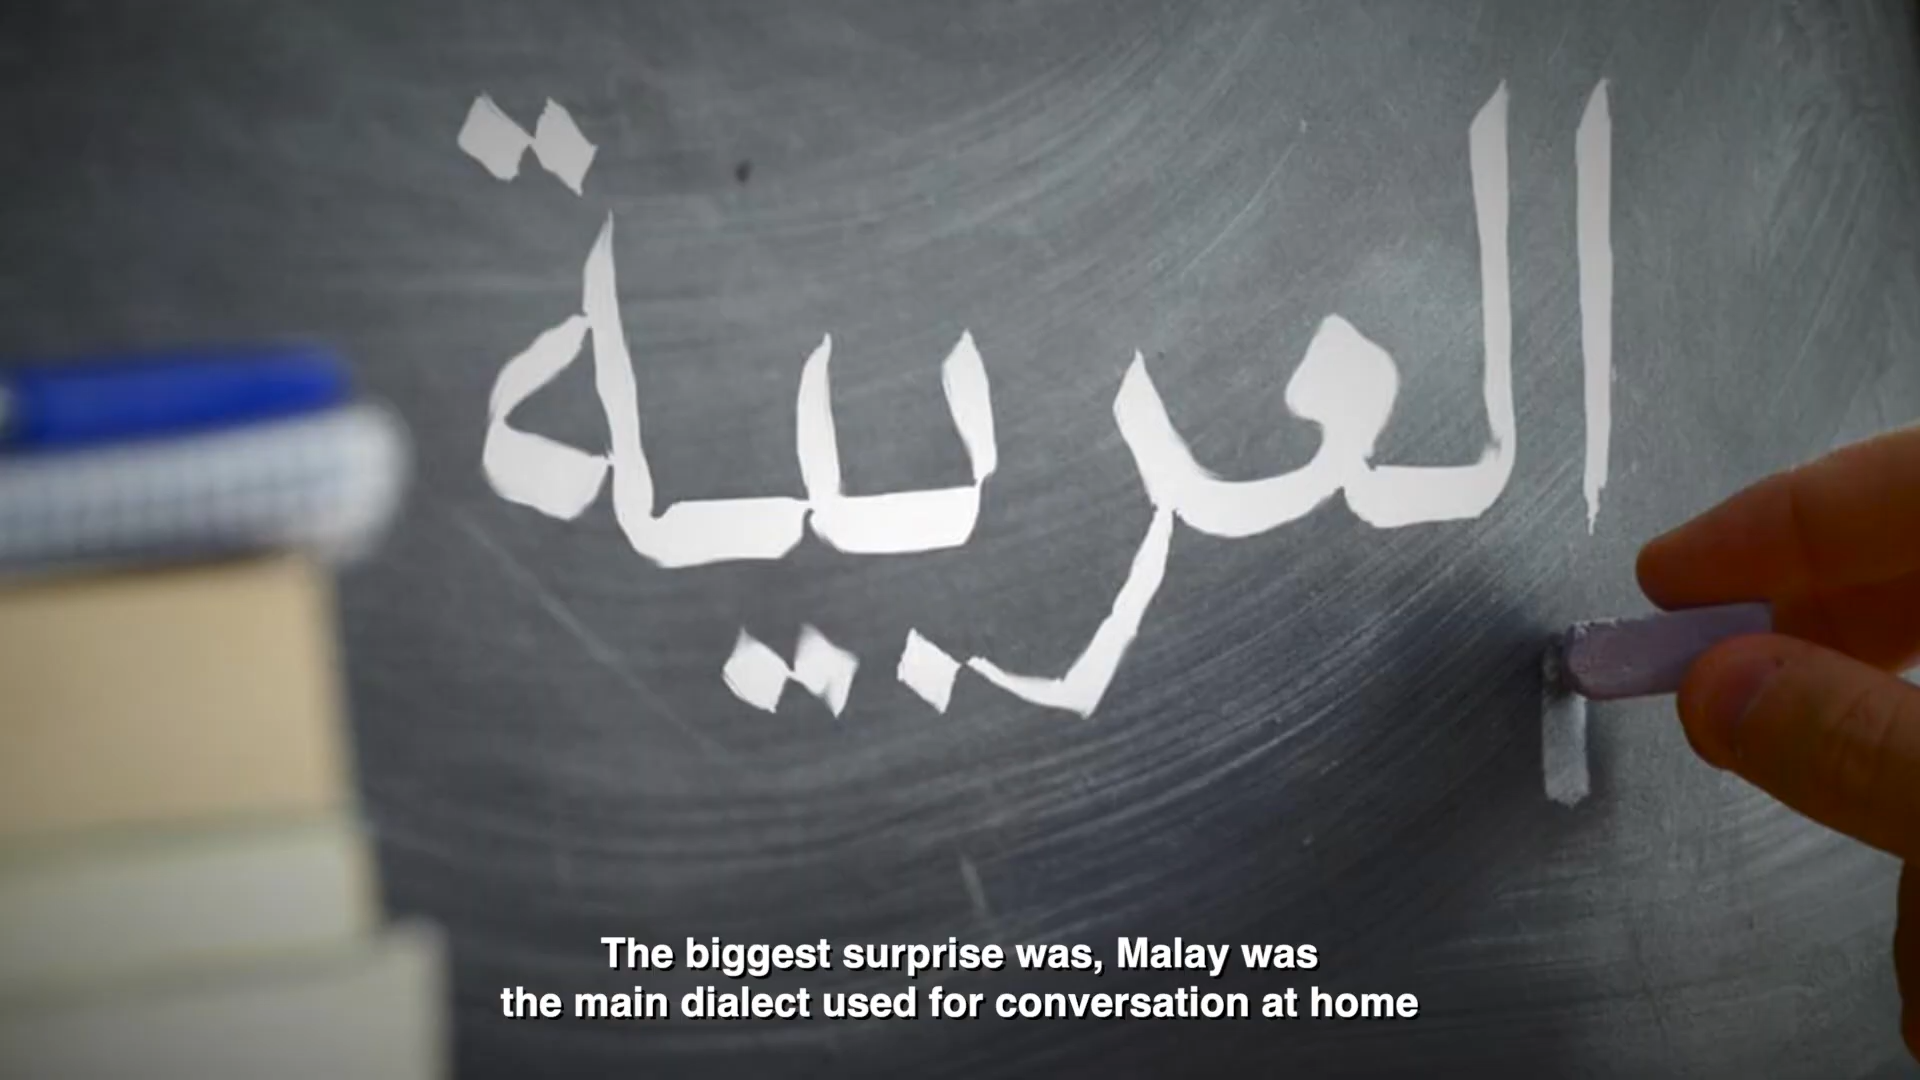 العربية
The biggest surprise was, Malay was
the main dialect used for conversation at home